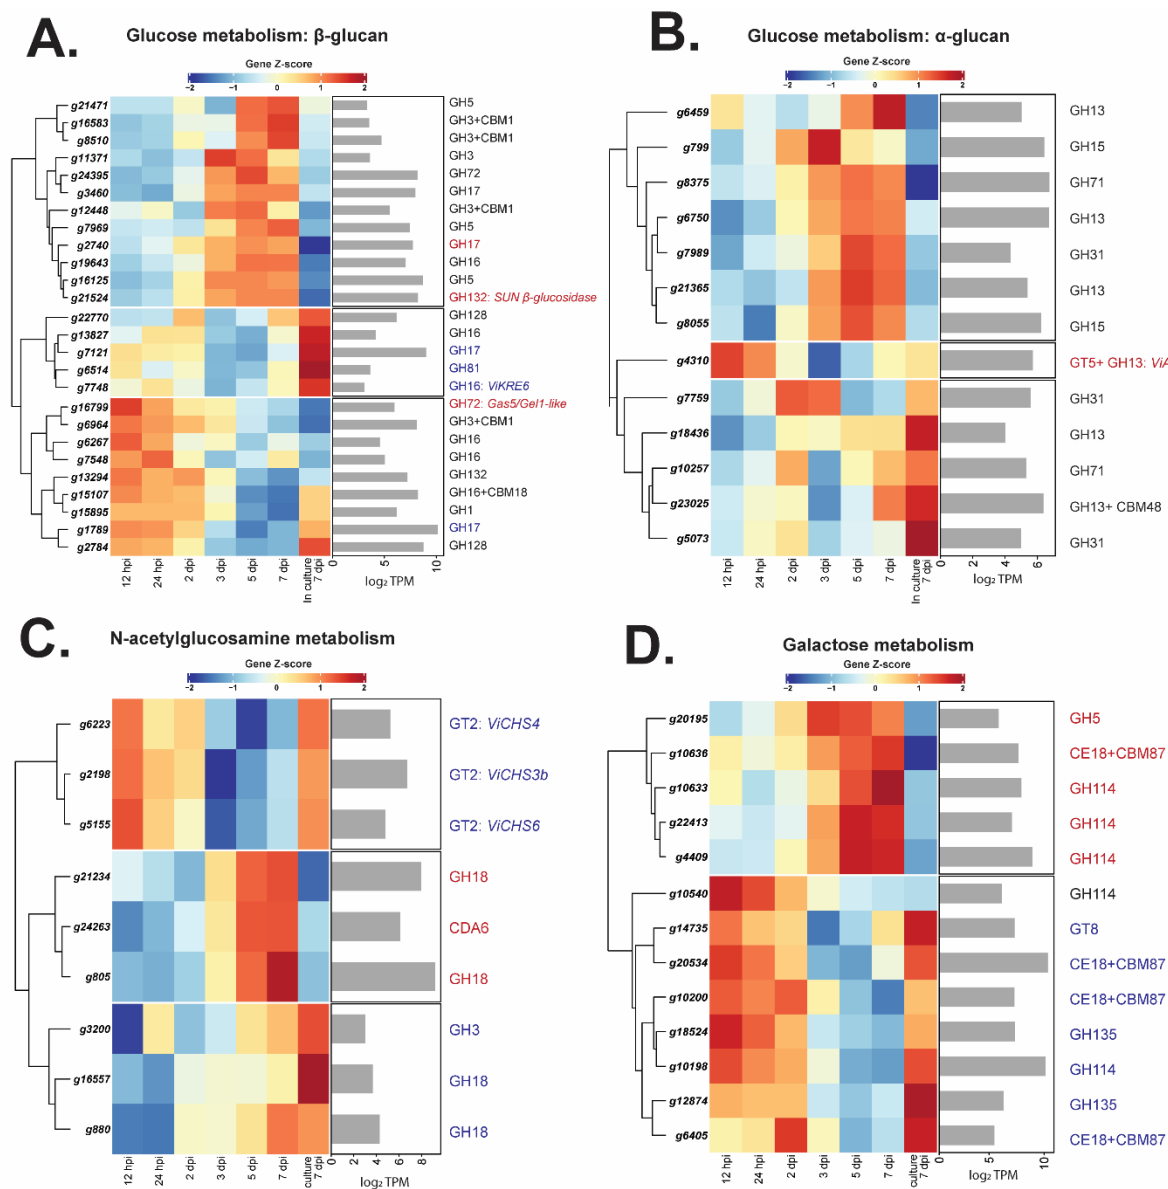 A.
Glucose metabolism: β-glucan
Gene Z-score
−2 −1 0 1 2
g21471 GH5
g16583 GH3+CBM1
g8510 GH3+CBM1
g11371 GH3
g24395 GH72
g3460 GH17
g12448 GH3+CBM1
g7969 GH5
g2740 GH17
g19643 GH16
g16125 GH5
g21524 GH132: SUN β-glucosidase
g22770 GH128
g13827 GH16
g7121 GH17
g6514 GH81
g7748 GH16: ViKRE6
g16799 GH72: Gas5/Gel1-like
g6964 GH3+CBM1
g6267 GH16
g7548 GH16
g13294 GH132
g15107 GH16+CBM18
g15895 GH1
g1789 GH17
g2784 GH128
12 hpi
24 hpi
2 dpi
3 dpi
5 dpi
7 dpi
In culture
7 dpi
0 2 4 6 8 10
log2 TPM
B.
Glucose metabolism: α-glucan
Gene Z-score
−2 −1 0 1 2
g6459 GH13
g799 GH15
g8375 GH71
g6750 GH13
g7989 GH31
g21365 GH13
g8055 GH15
g4310 GT5+ GH13: ViA
g7759 GH31
g18436 GH13
g10257 GH71
g23025 GH13+ CBM48
g5073 GH31
12 hpi
24 hpi
2 dpi
3 dpi
5 dpi
7 dpi
In culture
7 dpi
0 2 4 6
log2 TPM
C.
N-acetylglucosamine metabolism
Gene Z-score
−2 −1 0 1 2
g6223 GT2: ViCHS4
g2198 GT2: ViCHS3b
g5155 GT2: ViCHS6
g21234 GH18
g24263 CDA6
g805 GH18
g3200 GH3
g16557 GH18
g880 GH18
12 hpi
24 hpi
2 dpi
3 dpi
5 dpi
7 dpi
culture
7 dpi
0 2 4 6 8
log2 TPM
D.
Galactose metabolism
Gene Z-score
−2 −1 0 1 2
g20195 GH5
g10636 CE18+CBM87
g10633 GH114
g22413 GH114
g4409 GH114
g10540 GH114
g14735 GT8
g20534 CE18+CBM87
g10200 CE18+CBM87
g18524 GH135
g10198 GH114
g12874 GH135
g6405 CE18+CBM87
12 hpi
24 hpi
2 dpi
3 dpi
5 dpi
7 dpi
culture
7 dpi
0 5 10
log2 TPM